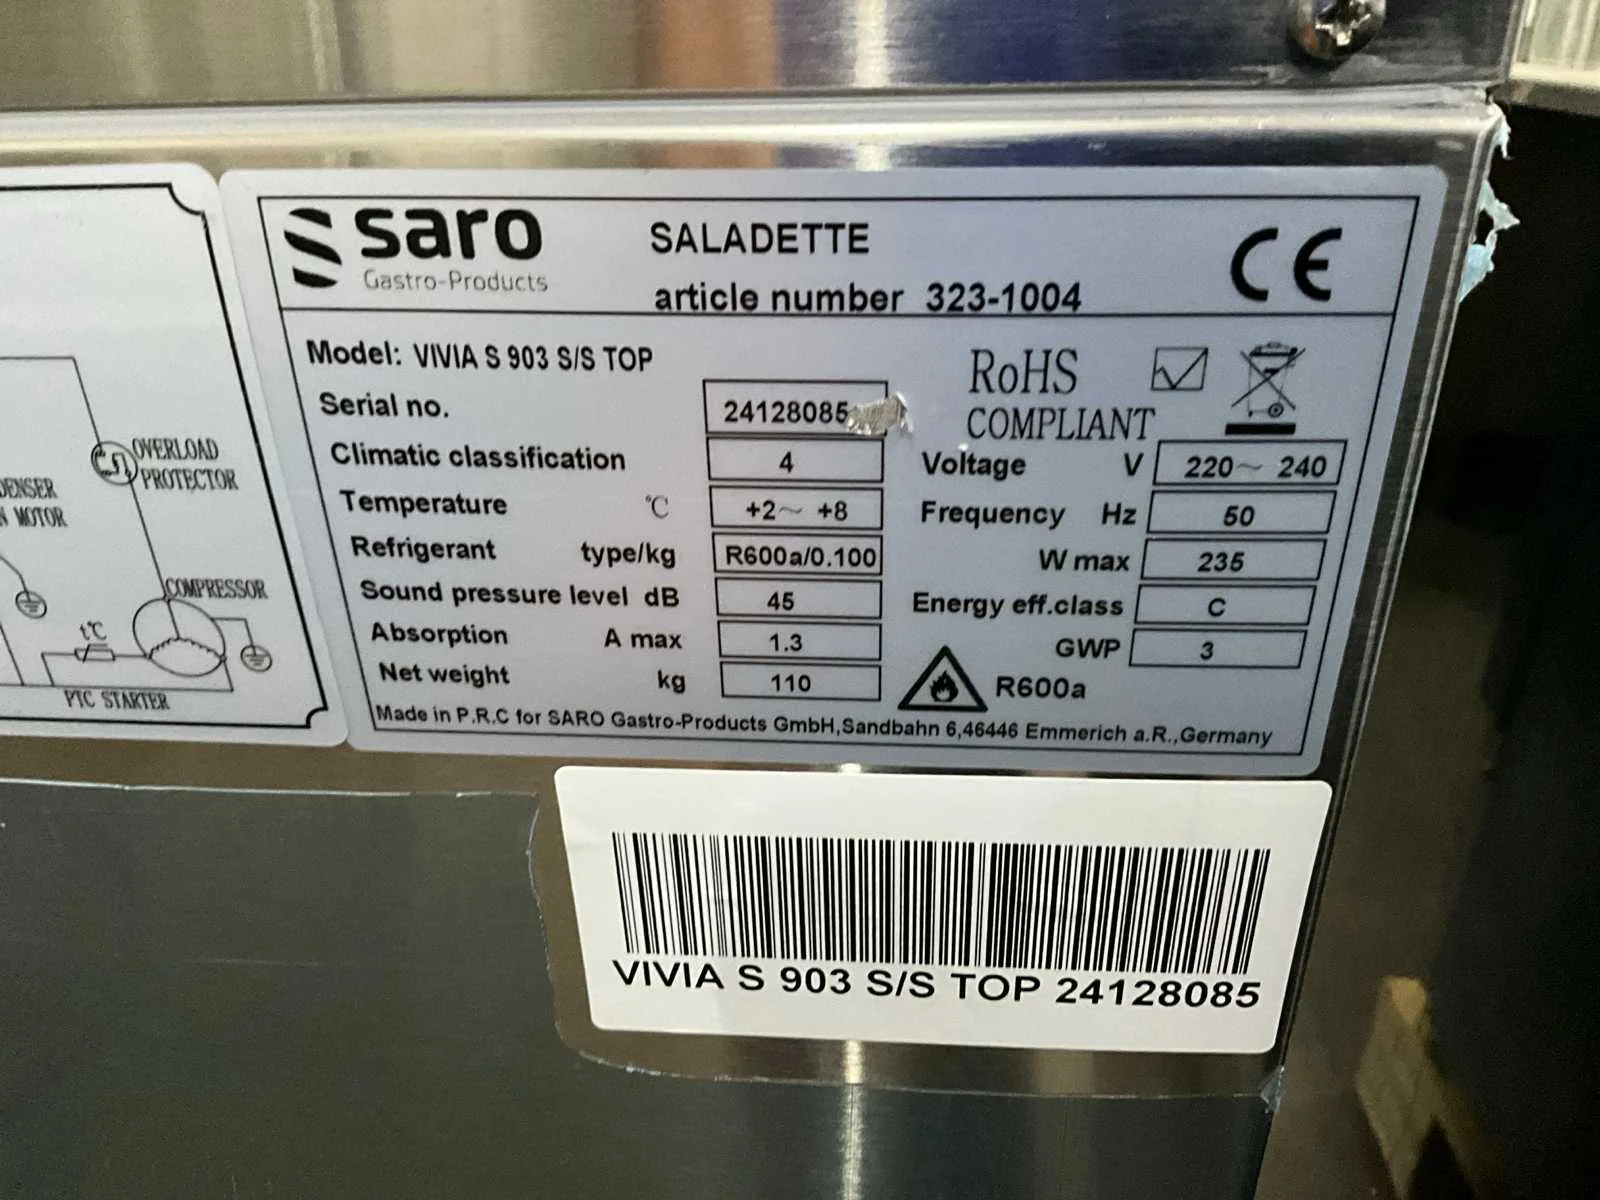 saro
Gastro-Products
SALADETTE
article number 323-1004
CE
Model: VIVIA S 903 S/S TOP
Serial no. 24128085
Climatic classification 4
Temperature °C +2~ +8
Refrigerant type/kg R600a/0.100
Sound pressure level dB 45
Absorption A max 1.3
Net weight kg 110
RoHS
COMPLIANT
Voltage V 220~ 240
Frequency Hz 50
W max 235
Energy eff.class C
GWP 3
R600a
Made in P.R.C for SARO Gastro-Products GmbH,Sandbahn 6,46446 Emmerich a.R.,Germany
OVERLOAD
PROTECTOR
MOTOR
COMPRESSOR
t°C
PTC STARTER
VIVIA S 903 S/S TOP 24128085